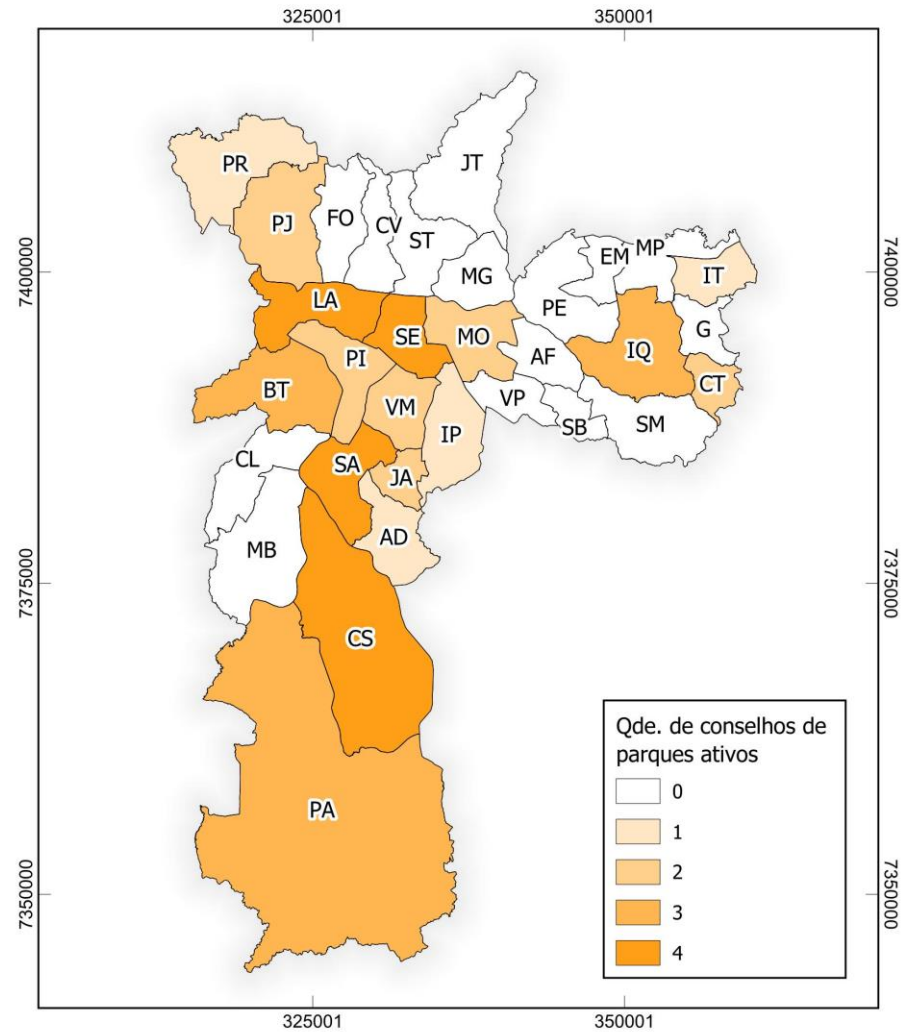 325001
350001
PR
JT
PJ
FO
CV
ST
EM
MP
MG
IT
7400000
7400000
LA
PE
SE
MO
G
IQ
PI
AF
BT
CT
VM
VP
IP
SB
SM
CL
SA
JA
AD
MB
7375000
7375000
CS
Qde. de conselhos de
parques ativos
0
1
PA
2
7350000
7350000
3
4
325001
350001